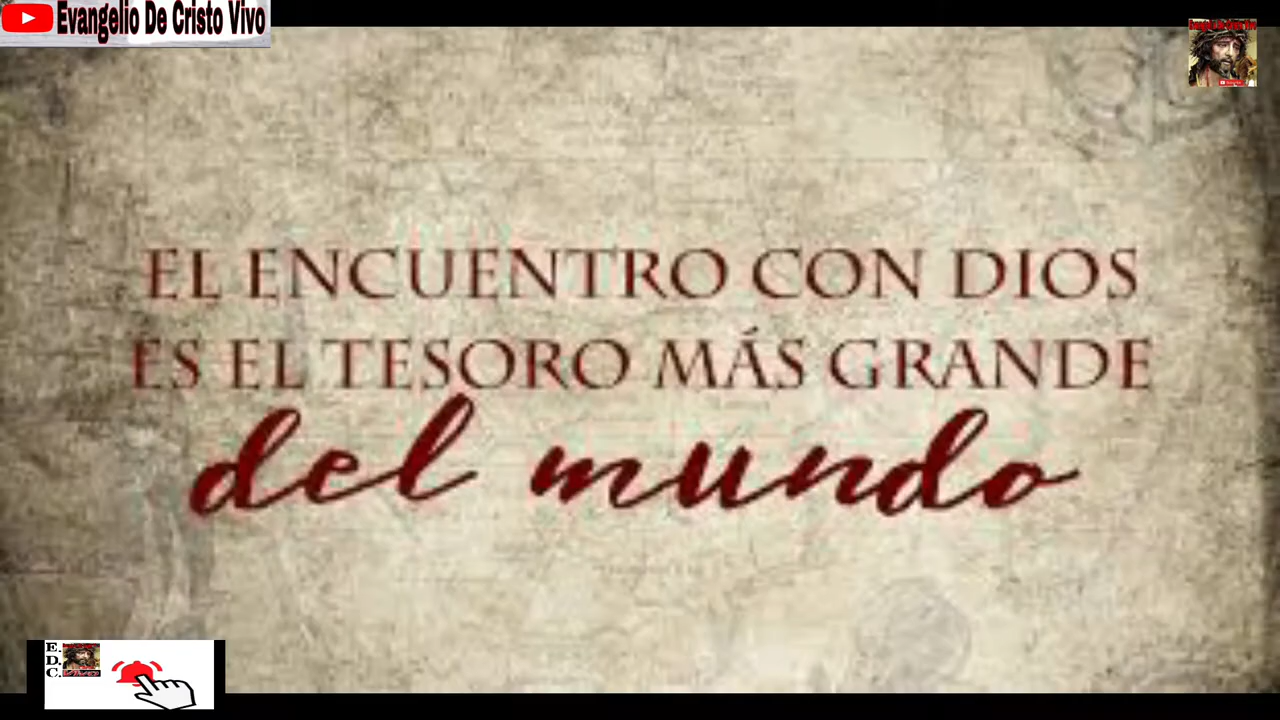 Evangelio De Cristo Vivo
EL ENCUENTRO CON DIOS
ES EL TESORO MÁS GRANDE
del mundo
E.
D.
C.